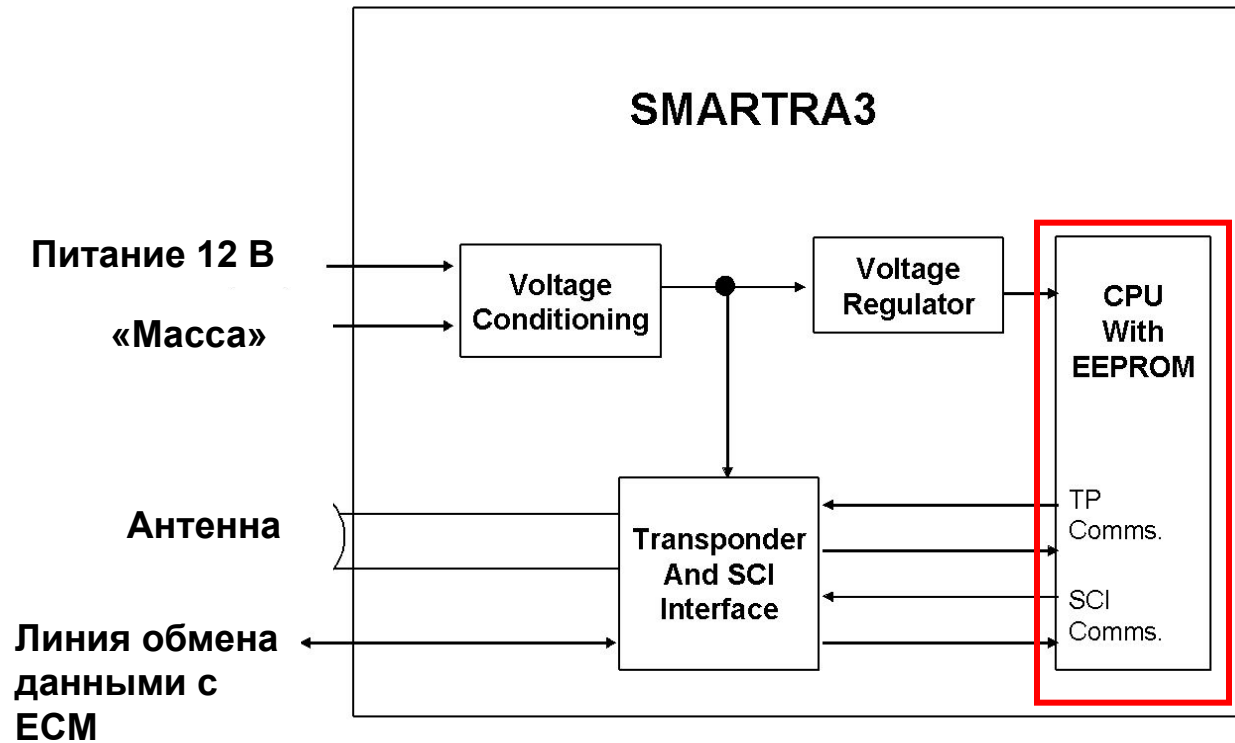 SMARTRA3
Питание 12 В
«Масса»
Voltage
Conditioning
Voltage
Regulator
CPU
With
EEPROM
Антенна
Transponder
And SCI
Interface
TP
Comms.
SCI
Comms.
Линия обмена
данными с
ECM